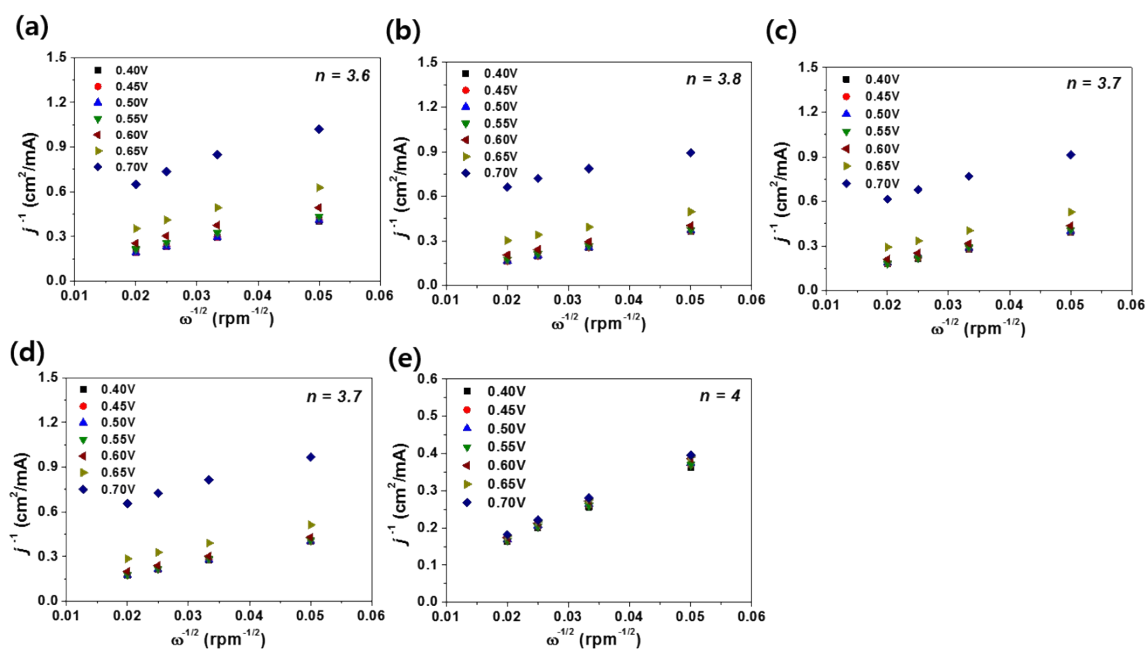 (a)
0.40V
0.45V
0.50V
0.55V
0.60V
0.65V
0.70V
n = 3.6
1.5
1.2
0.9
0.6
0.3
0.0
j⁻¹ (cm²/mA)
0.01 0.02 0.03 0.04 0.05 0.06
ω⁻¹/² (rpm⁻¹/²)
(b)
0.40V
0.45V
0.50V
0.55V
0.60V
0.65V
0.70V
n = 3.8
1.5
1.2
0.9
0.6
0.3
0.0
j⁻¹ (cm²/mA)
0.01 0.02 0.03 0.04 0.05 0.06
ω⁻¹/² (rpm⁻¹/²)
(c)
0.40V
0.45V
0.50V
0.55V
0.60V
0.65V
0.70V
n = 3.7
1.5
1.2
0.9
0.6
0.3
0.0
j⁻¹ (cm²/mA)
0.01 0.02 0.03 0.04 0.05 0.06
ω⁻¹/² (rpm⁻¹/²)
(d)
0.40V
0.45V
0.50V
0.55V
0.60V
0.65V
0.70V
n = 3.7
1.5
1.2
0.9
0.6
0.3
0.0
j⁻¹ (cm²/mA)
0.01 0.02 0.03 0.04 0.05 0.06
ω⁻¹/² (rpm⁻¹/²)
(e)
0.40V
0.45V
0.50V
0.55V
0.60V
0.65V
0.70V
n = 4
0.6
0.5
0.4
0.3
0.2
0.1
0.0
j⁻¹ (cm²/mA)
0.01 0.02 0.03 0.04 0.05 0.06
ω⁻¹/² (rpm⁻¹/²)